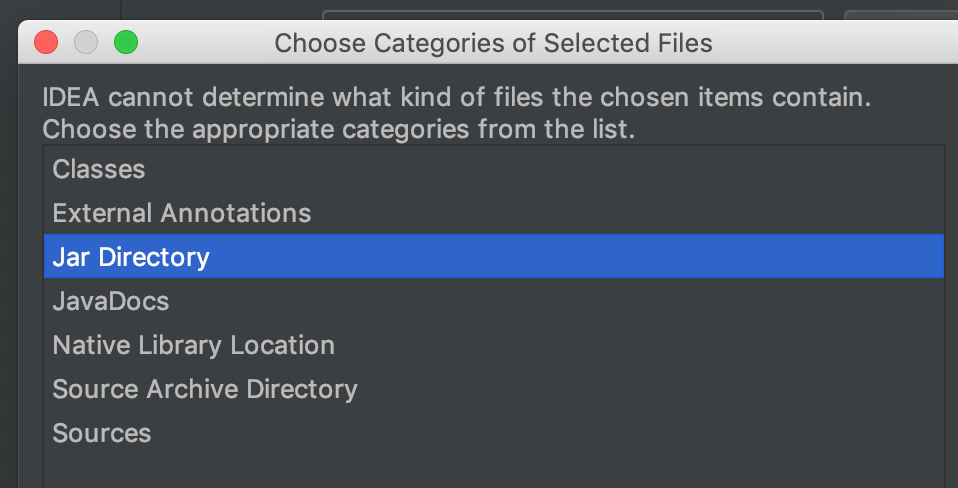 Choose Categories of Selected Files
IDEA cannot determine what kind of files the chosen items contain.
Choose the appropriate categories from the list.
Classes
External Annotations
Jar Directory
JavaDocs
Native Library Location
Source Archive Directory
Sources